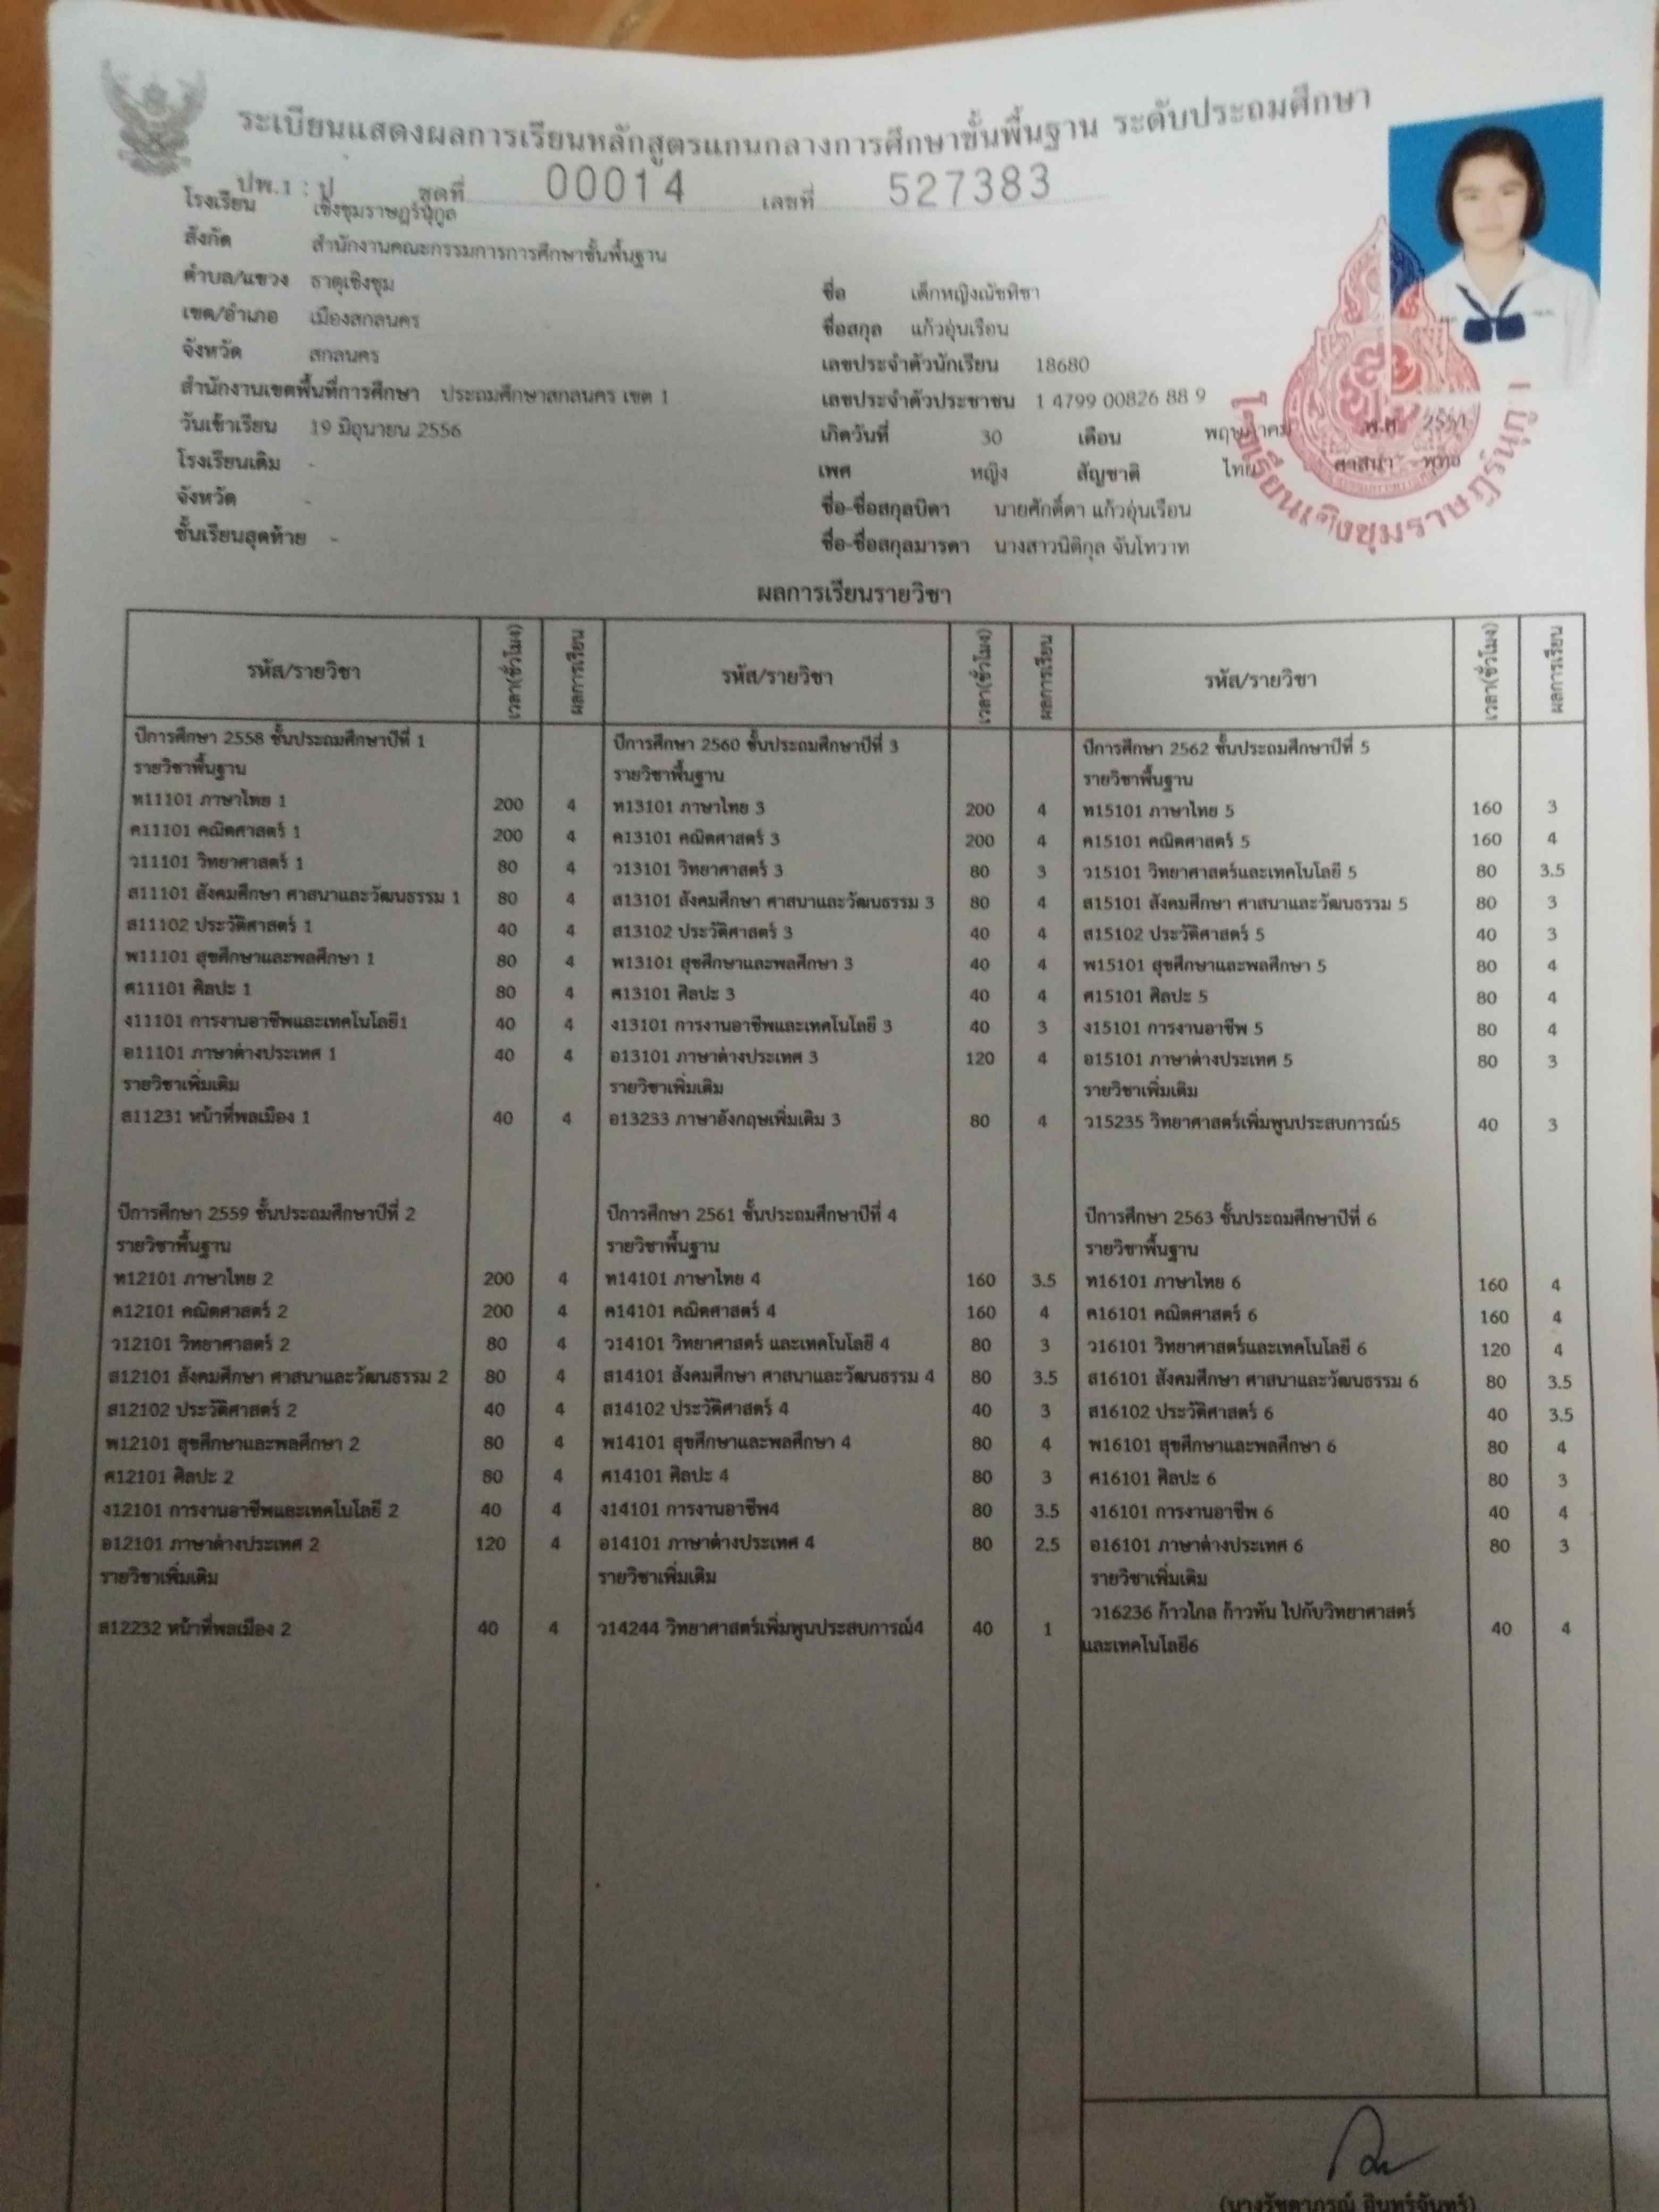 ระเบียนแสดงผลการเรียนหลักสูตรแกนกลางการศึกษาขั้นพื้นฐาน ระดับประถมศึกษา
ปพ.1 : ป ชุดที่ 00014 เลขที่ 527383
โรงเรียน เชิงชุมราษฎร์นุกูล
สังกัด สำนักงานคณะกรรมการการศึกษาขั้นพื้นฐาน
ตำบล/แขวง ธาตุเชิงชุม
เขต/อำเภอ เมืองสกลนคร
จังหวัด สกลนคร
สำนักงานเขตพื้นที่การศึกษา ประถมศึกษาสกลนคร เขต 1
วันเข้าเรียน 19 มิถุนายน 2556
โรงเรียนเดิม -
จังหวัด -
ชั้นเรียนสุดท้าย -
ชื่อ เด็กหญิงณัชทิชา
ชื่อสกุล แก้วอุ่นเรือน
เลขประจำตัวนักเรียน 18680
เลขประจำตัวประชาชน 1 4799 00826 88 9
เกิดวันที่ 30 เดือน พฤษภาคม พ.ศ. 2551
เพศ หญิง สัญชาติ ไทย ศาสนา พุทธ
ชื่อ-ชื่อสกุลบิดา นายศักดิ์ดา แก้วอุ่นเรือน
ชื่อ-ชื่อสกุลมารดา นางสาวนิติกุล จันโทวาท
โรงเรียนเชิงชุมราษฎร์นุกูล
ผลการเรียนรายวิชา
รหัส/รายวิชา เวลา(ชั่วโมง) ผลการเรียน รหัส/รายวิชา เวลา(ชั่วโมง) ผลการเรียน รหัส/รายวิชา เวลา(ชั่วโมง) ผลการเรียน
ปีการศึกษา 2558 ชั้นประถมศึกษาปีที่ 1
รายวิชาพื้นฐาน
ท11101 ภาษาไทย 1 200 4
ค11101 คณิตศาสตร์ 1 200 4
ว11101 วิทยาศาสตร์ 1 80 4
ส11101 สังคมศึกษา ศาสนาและวัฒนธรรม 1 80 4
ส11102 ประวัติศาสตร์ 1 40 4
พ11101 สุขศึกษาและพลศึกษา 1 80 4
ศ11101 ศิลปะ 1 80 4
ง11101 การงานอาชีพและเทคโนโลยี1 40 4
อ11101 ภาษาต่างประเทศ 1 40 4
รายวิชาเพิ่มเติม
ส11231 หน้าที่พลเมือง 1 40 4
ปีการศึกษา 2559 ชั้นประถมศึกษาปีที่ 2
รายวิชาพื้นฐาน
ท12101 ภาษาไทย 2 200 4
ค12101 คณิตศาสตร์ 2 200 4
ว12101 วิทยาศาสตร์ 2 80 4
ส12101 สังคมศึกษา ศาสนาและวัฒนธรรม 2 80 4
ส12102 ประวัติศาสตร์ 2 40 4
พ12101 สุขศึกษาและพลศึกษา 2 80 4
ศ12101 ศิลปะ 2 80 4
ง12101 การงานอาชีพและเทคโนโลยี 2 40 4
อ12101 ภาษาต่างประเทศ 2 120 4
รายวิชาเพิ่มเติม
ส12232 หน้าที่พลเมือง 2 40 4
ปีการศึกษา 2560 ชั้นประถมศึกษาปีที่ 3
รายวิชาพื้นฐาน
ท13101 ภาษาไทย 3 200 4
ค13101 คณิตศาสตร์ 3 200 4
ว13101 วิทยาศาสตร์ 3 80 3
ส13101 สังคมศึกษา ศาสนาและวัฒนธรรม 3 80 4
ส13102 ประวัติศาสตร์ 3 40 4
พ13101 สุขศึกษาและพลศึกษา 3 40 4
ศ13101 ศิลปะ 3 40 4
ง13101 การงานอาชีพและเทคโนโลยี 3 40 3
อ13101 ภาษาต่างประเทศ 3 120 4
รายวิชาเพิ่มเติม
อ13233 ภาษาอังกฤษเพิ่มเติม 3 80 4
ปีการศึกษา 2561 ชั้นประถมศึกษาปีที่ 4
รายวิชาพื้นฐาน
ท14101 ภาษาไทย 4 160 3.5
ค14101 คณิตศาสตร์ 4 160 4
ว14101 วิทยาศาสตร์ และเทคโนโลยี 4 80 3
ส14101 สังคมศึกษา ศาสนาและวัฒนธรรม 4 80 3.5
ส14102 ประวัติศาสตร์ 4 40 3
พ14101 สุขศึกษาและพลศึกษา 4 80 4
ศ14101 ศิลปะ 4 80 3
ง14101 การงานอาชีพ4 80 3.5
อ14101 ภาษาต่างประเทศ 4 80 2.5
รายวิชาเพิ่มเติม
ว14244 วิทยาศาสตร์เพิ่มพูนประสบการณ์4 40 1
ปีการศึกษา 2562 ชั้นประถมศึกษาปีที่ 5
รายวิชาพื้นฐาน
ท15101 ภาษาไทย 5 160 3
ค15101 คณิตศาสตร์ 5 160 4
ว15101 วิทยาศาสตร์และเทคโนโลยี 5 80 3.5
ส15101 สังคมศึกษา ศาสนาและวัฒนธรรม 5 80 3
ส15102 ประวัติศาสตร์ 5 40 3
พ15101 สุขศึกษาและพลศึกษา 5 80 4
ศ15101 ศิลปะ 5 80 4
ง15101 การงานอาชีพ 5 80 4
อ15101 ภาษาต่างประเทศ 5 80 3
รายวิชาเพิ่มเติม
ว15235 วิทยาศาสตร์เพิ่มพูนประสบการณ์5 40 3
ปีการศึกษา 2563 ชั้นประถมศึกษาปีที่ 6
รายวิชาพื้นฐาน
ท16101 ภาษาไทย 6 160 4
ค16101 คณิตศาสตร์ 6 160 4
ว16101 วิทยาศาสตร์และเทคโนโลยี 6 120 4
ส16101 สังคมศึกษา ศาสนาและวัฒนธรรม 6 80 3.5
ส16102 ประวัติศาสตร์ 6 40 3.5
พ16101 สุขศึกษาและพลศึกษา 6 80 4
ศ16101 ศิลปะ 6 80 3
ง16101 การงานอาชีพ 6 40 4
อ16101 ภาษาต่างประเทศ 6 80 3
รายวิชาเพิ่มเติม
ว16236 ก้าวไกล ก้าวทัน ไปกับวิทยาศาสตร์ 40 4
และเทคโนโลยี6
(นางรัชดาภรณ์ อินทร์จันทร์)